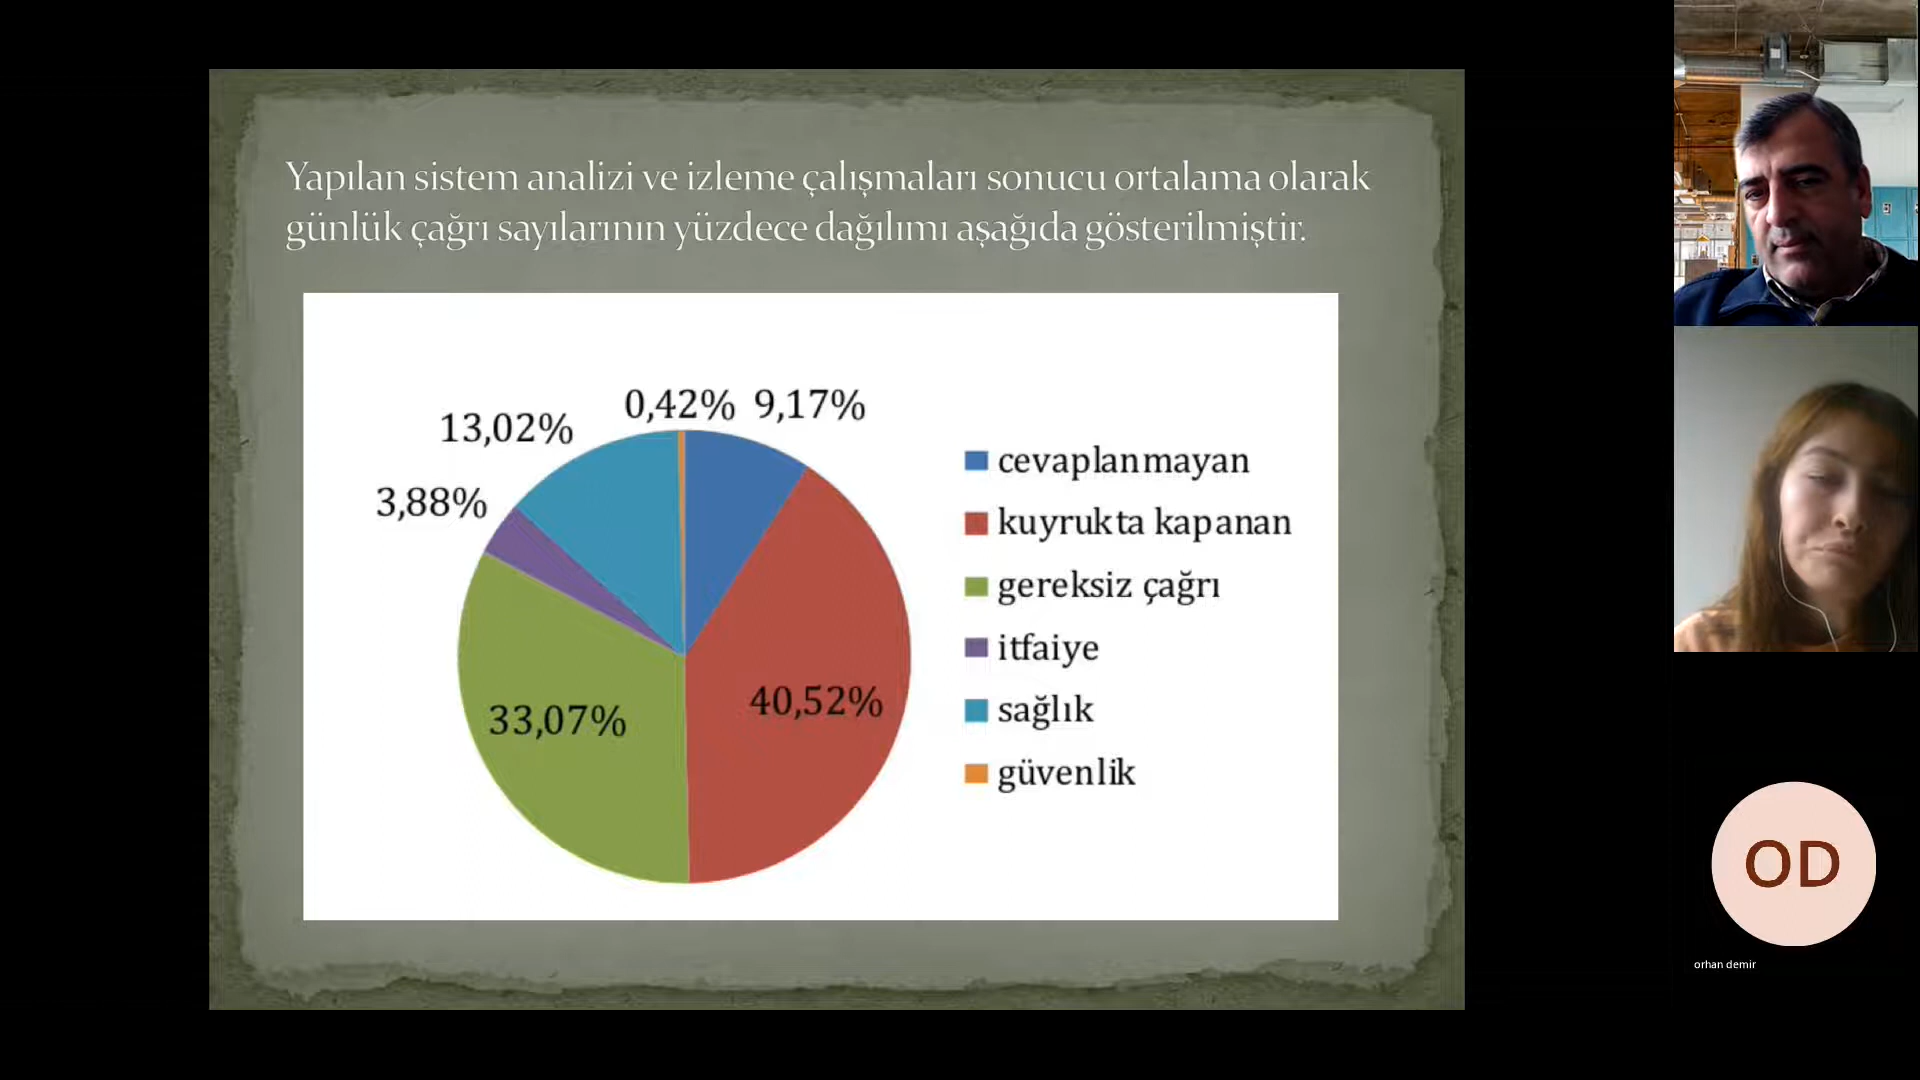 Yapılan sistem analizi ve izleme çalışmaları sonucu ortalama olarak
günlük çağrı sayılarının yüzdece dağılımı aşağıda gösterilmiştir.
0,42% 9,17%
13,02%
3,88%
33,07%
40,52%
cevaplanmayan
kuyrukta kapanan
gereksiz çağrı
itfaiye
sağlık
güvenlik
OD
orhan demir